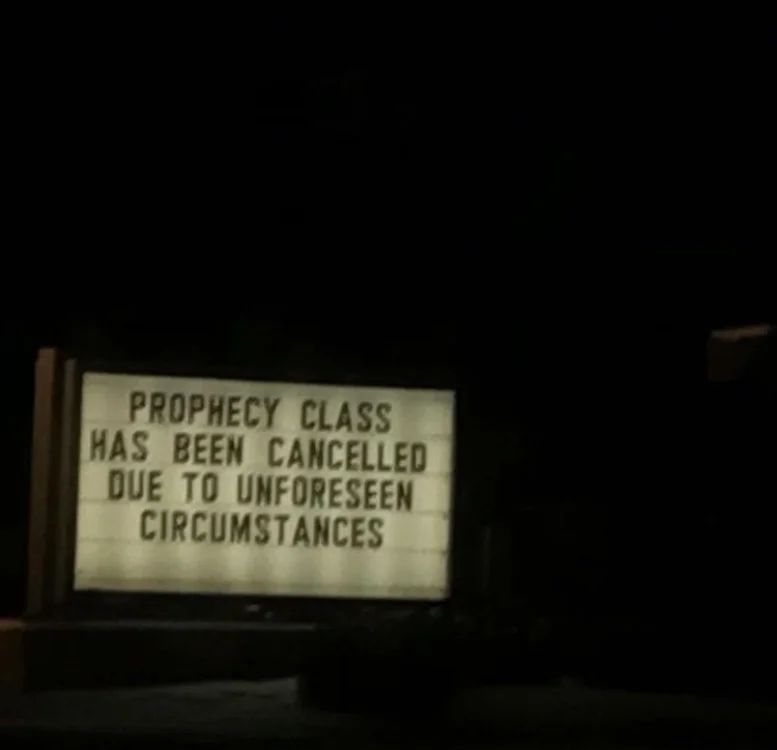 PROPHECY CLASS
HAS BEEN CANCELLED
DUE TO UNFORESEEN
CIRCUMSTANCES